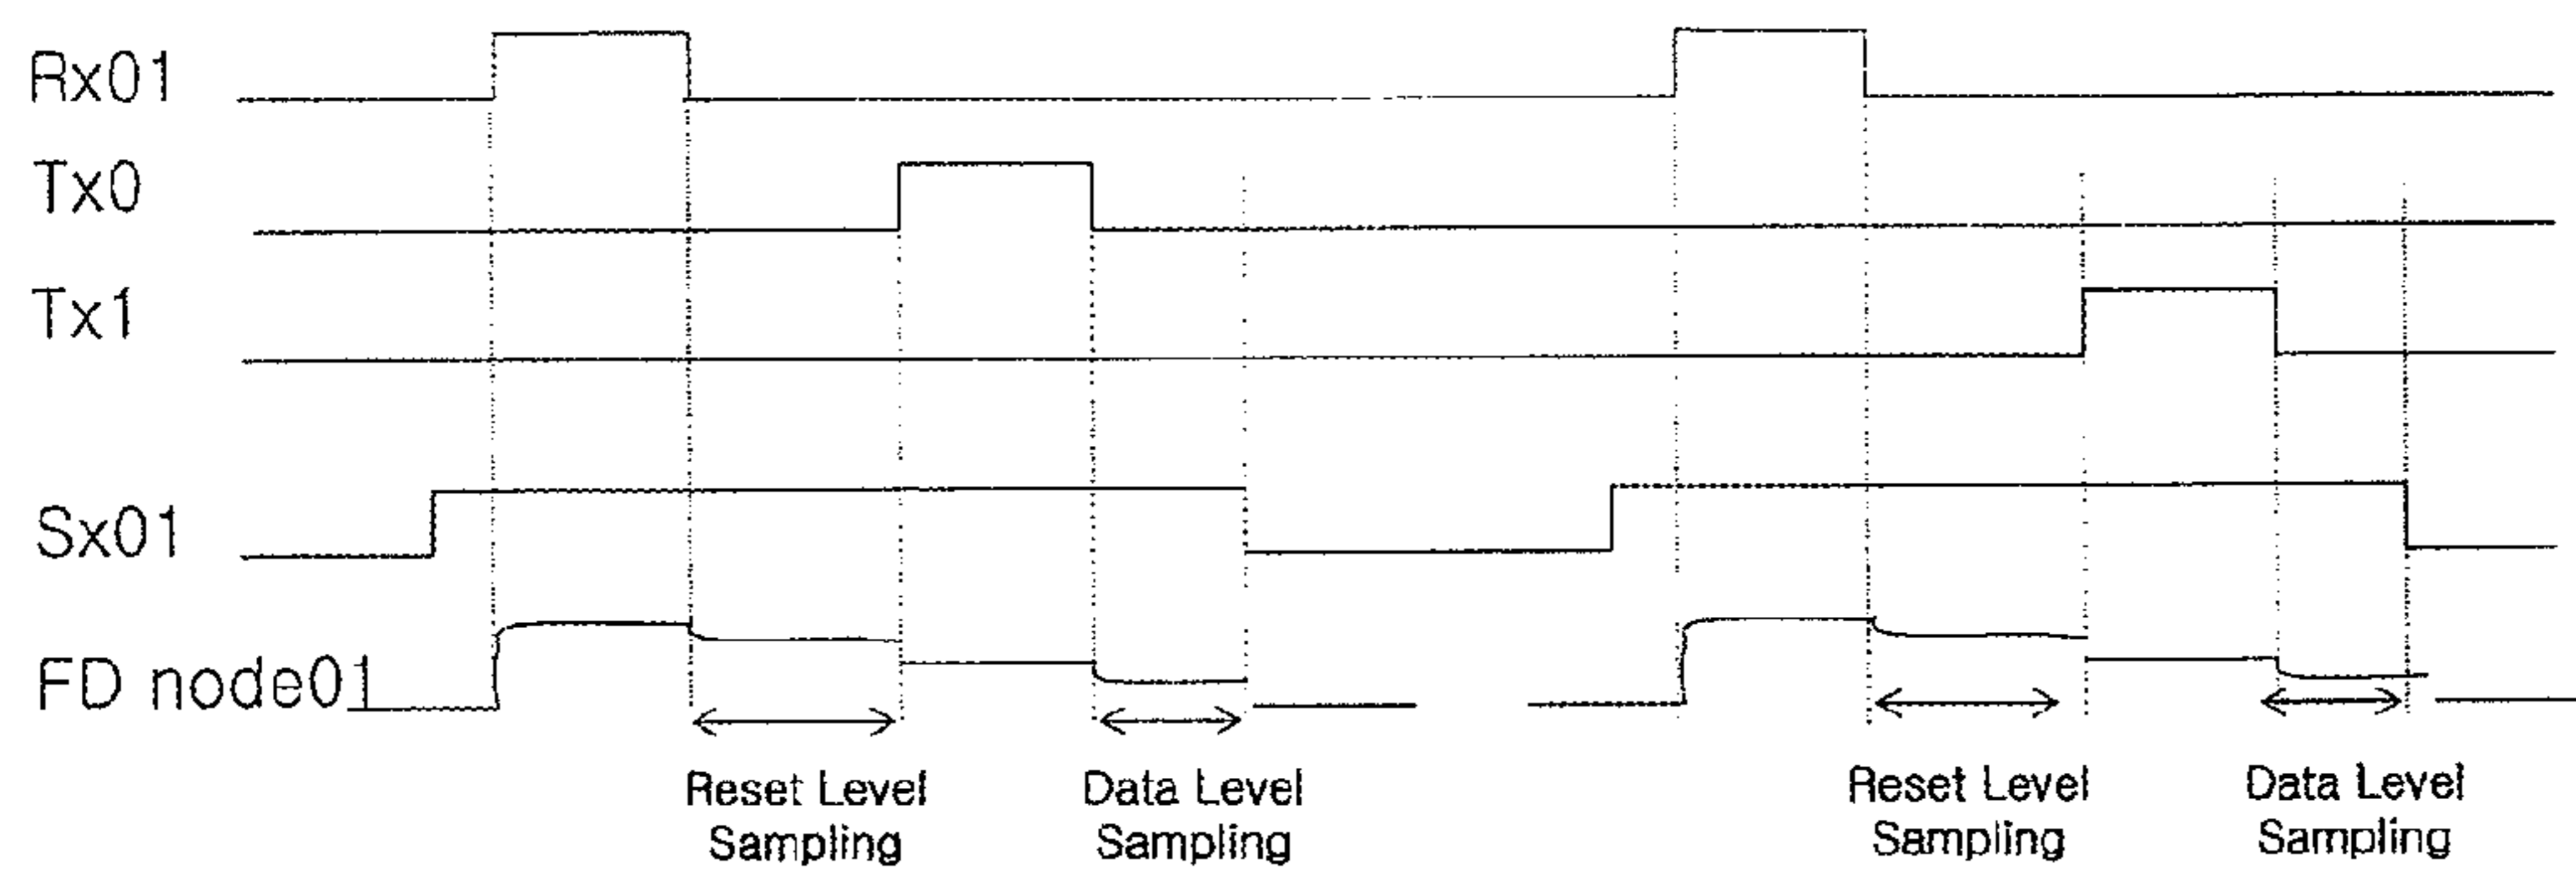 Rx01
Tx0
Tx1
Sx01
FD node01
Reset Level
Sampling
Data Level
Sampling
Reset Level
Sampling
Data Level
Sampling